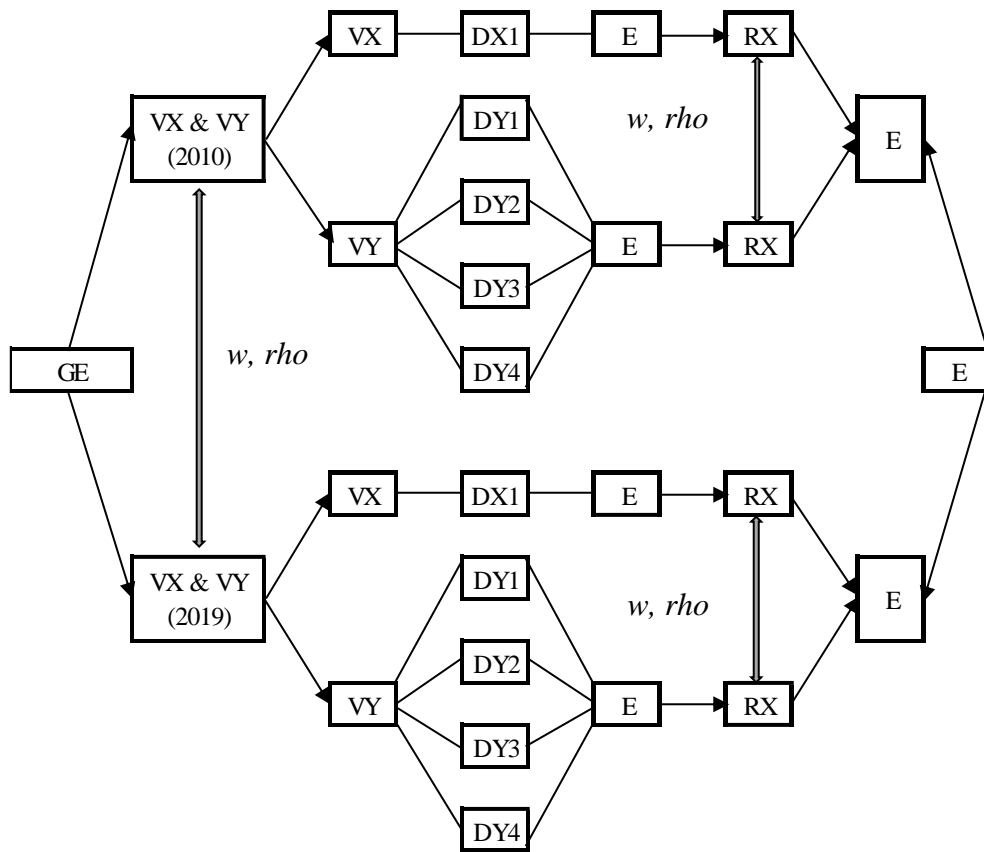 VX DX1 E RX
VX & VY
(2010)
DY1
w, rho
E
DY2
VY E RX
DY3
w, rho
GE DY4 E
VX DX1 E RX
VX & VY
(2019)
DY1
w, rho
E
DY2
VY E RX
DY3
DY4